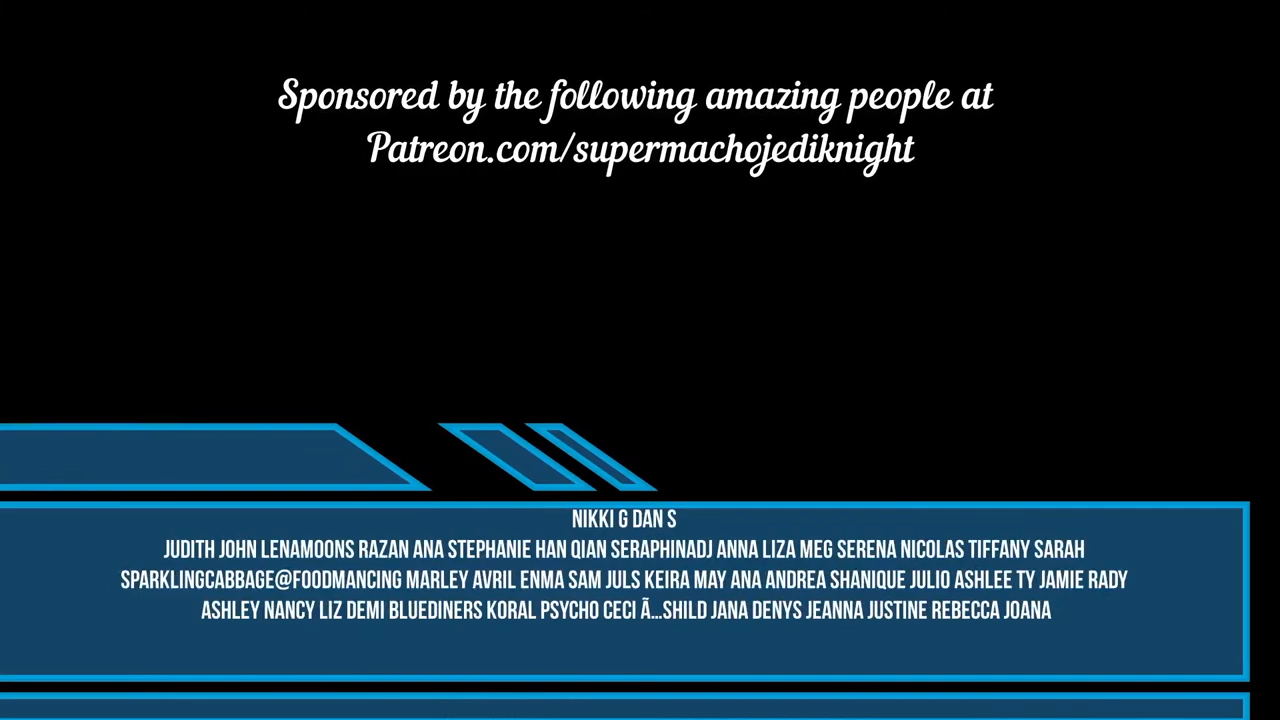 Sponsored by the following amazing people at
Patreon.com/supermachojediknight
NIKKI G DAN S
JUDITH JOHN LENAMOONS RAZAN ANA STEPHANIE HAN QIAN SERAPHINADJ ANNA LIZA MEG SERENA NICOLAS TIFFANY SARAH
SPARKLINGCABBAGE@FOODMANCING MARLEY AVRIL ENMA SAM JULS KEIRA MAY ANA ANDREA SHANIQUE JULIO ASHLEE TY JAMIE RADY
ASHLEY NANCY LIZ DEMI BLUEDINERS KORAL PSYCHO CECI Ã…SHILD JANA DENYS JEANNA JUSTINE REBECCA JOANA